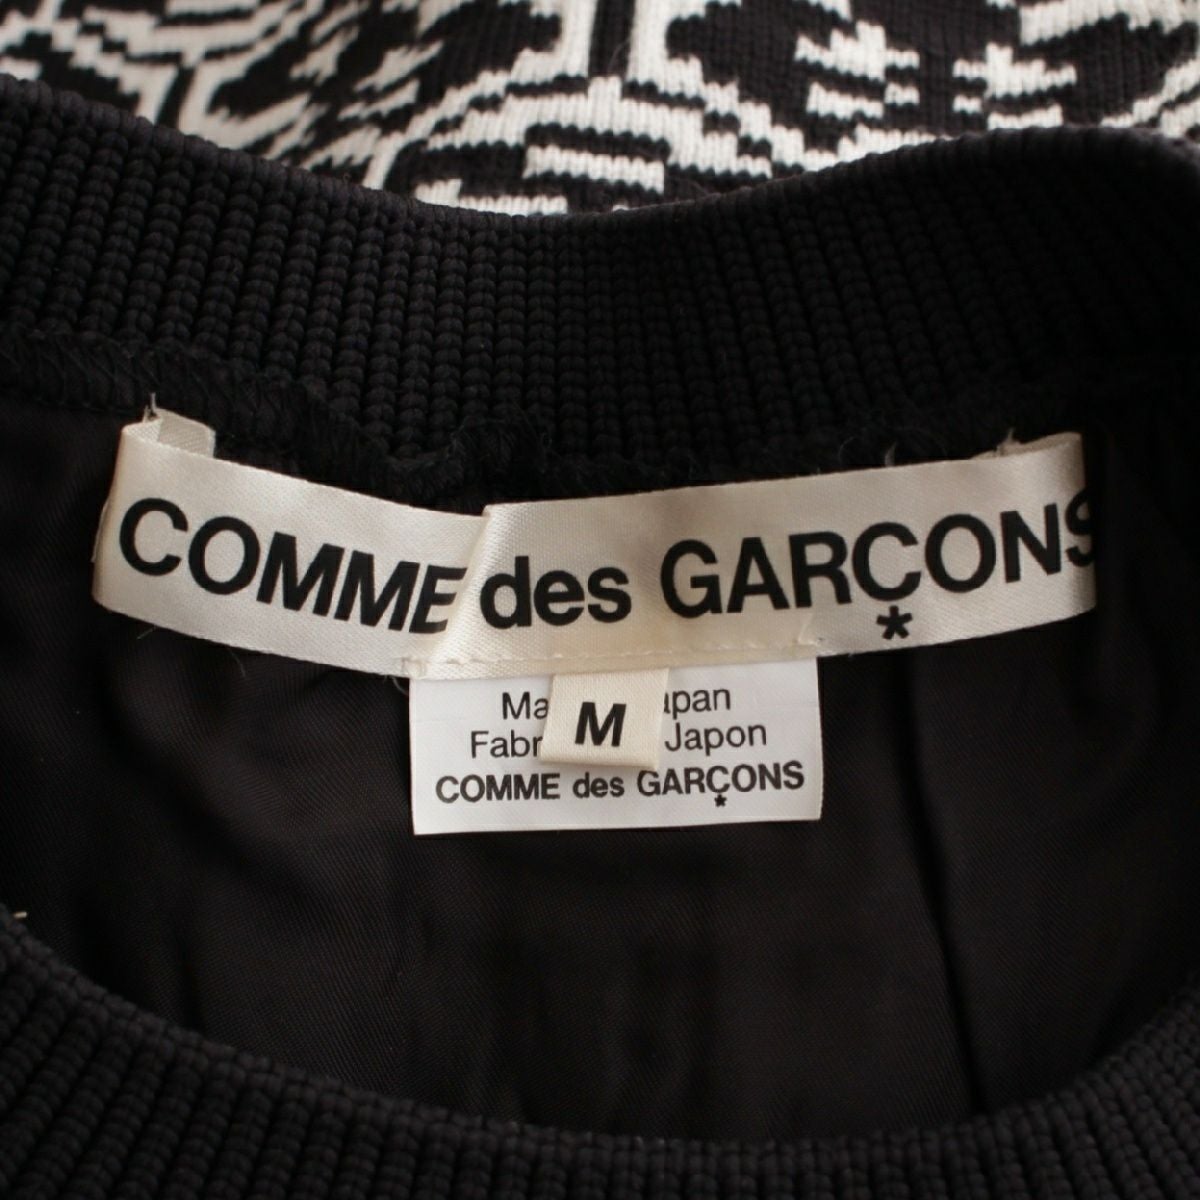 COMME des GARÇONS
*
M
Ma apan
Fabr Japon
COMME des GARÇONS
*